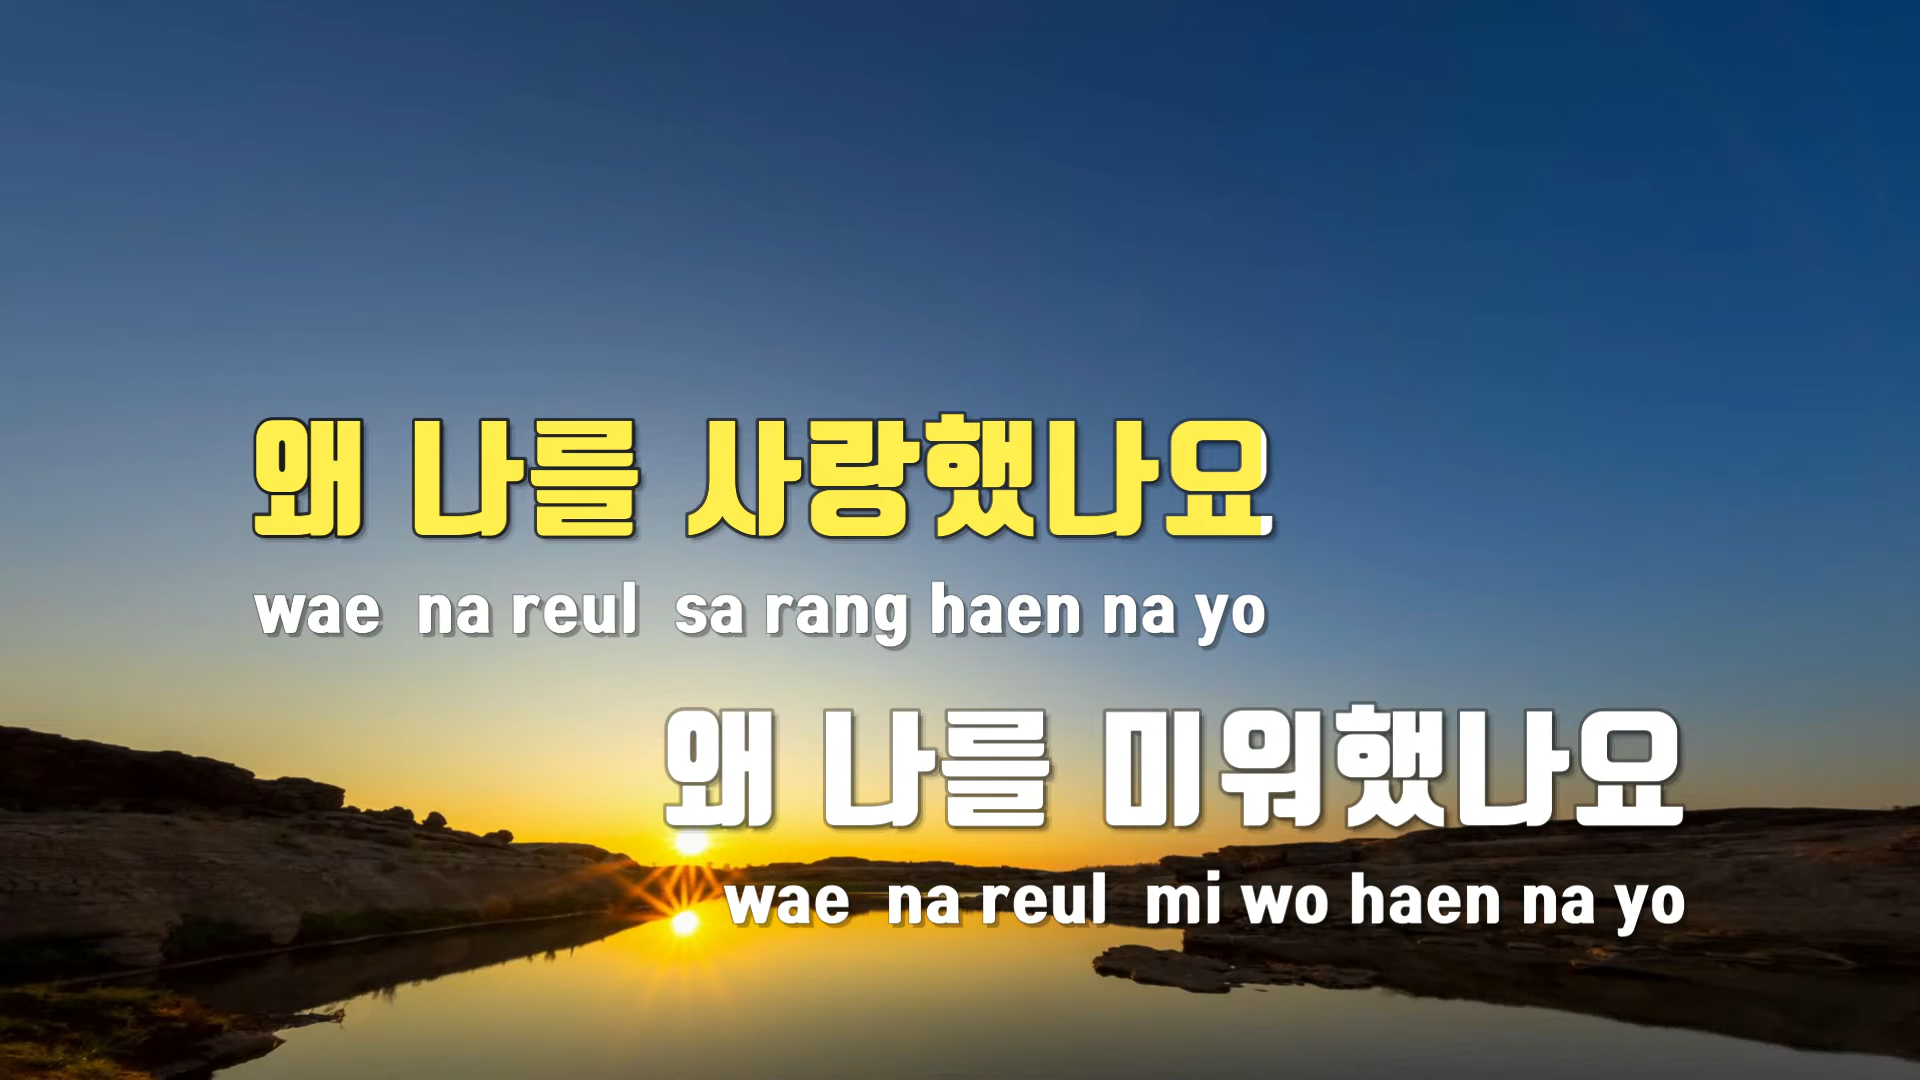 왜 나를 사랑했나요
wae na reul sa rang haen na yo
왜 나를 미워했나요
wae na reul mi wo haen na yo